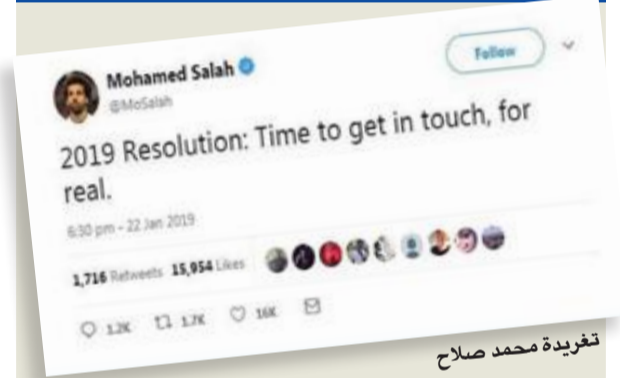 Mohamed Salah
@MoSalah
Follow
2019 Resolution: Time to get in touch, for
real.
6:30 pm - 22 Jan 2019
1,716 Retweets 15,954 Likes
1.2K 1.7K 16K
تغريدة محمد صلاح